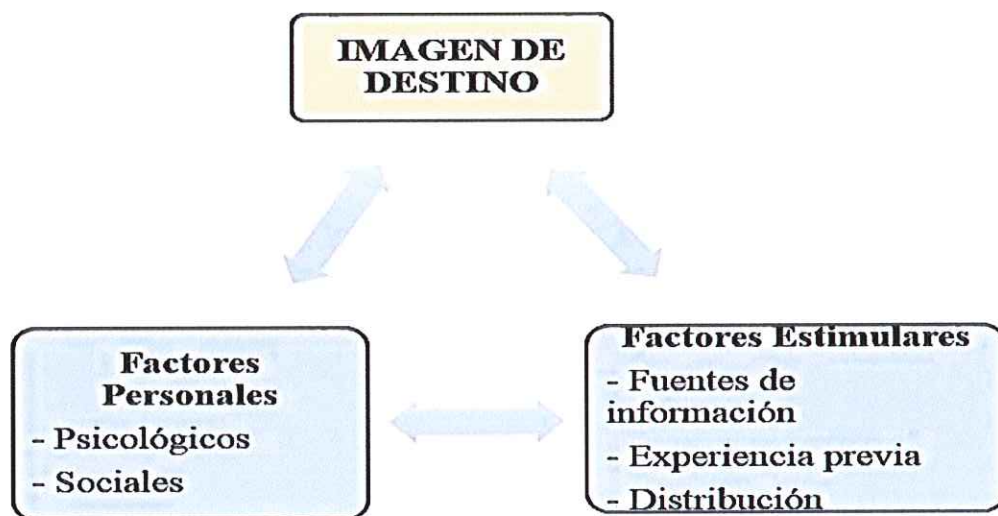 IMAGEN DE
DESTINO
Factores
Personales
- Psicológicos
- Sociales
Factores Estimulares
- Fuentes de
información
- Experiencia previa
- Distribución